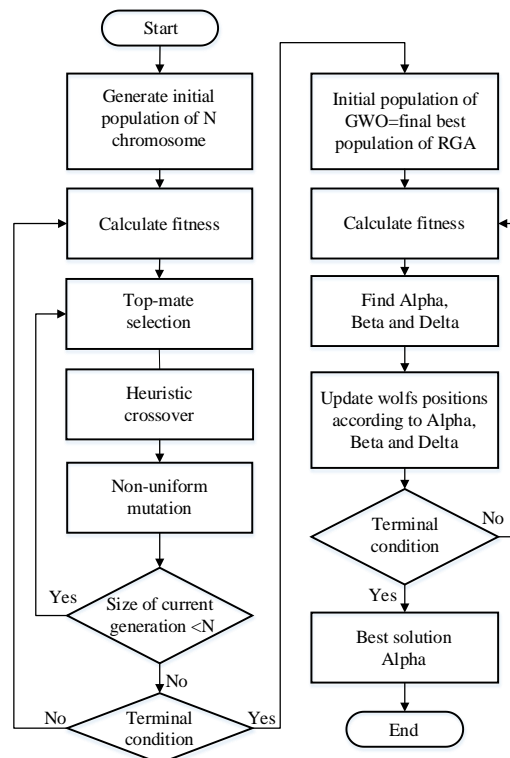 Start
Generate initial
population of N
chromosome
Calculate fitness
Top-mate
selection
Heuristic
crossover
Non-uniform
mutation
Yes
Size of current
generation <N
No
No
Terminal
condition
Yes
Initial population of
GWO=final best
population of RGA
Calculate fitness
Find Alpha,
Beta and Delta
Update wolfs positions
according to Alpha,
Beta and Delta
Terminal
condition
No
Yes
Best solution
Alpha
End